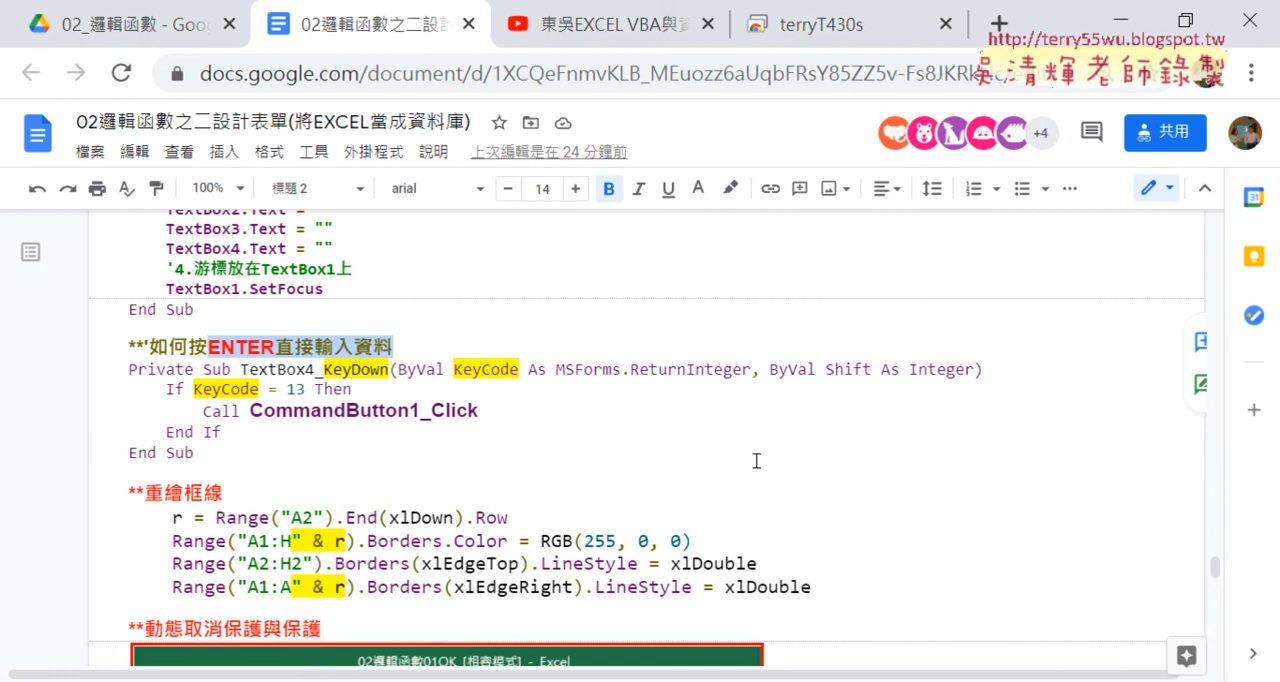 02_邏輯函數 - Goo
02邏輯函數之二設計
東吳EXCEL VBA與資
terryT430s
http://terry55wu.blogspot.tw
吳清輝老師錄製
docs.google.com/document/d/1XCQeFnmvKLB_MEuozz6aUqbFRsY85ZZ5v-Fs8JKR
02邏輯函數之二設計表單(將EXCEL當成資料庫)
+4
共用
檔案 編輯 查看 插入 格式 工具 外掛程式 說明 上次編輯是在 24 分鐘前
100% 標題 2 arial − 14 + B I U A
31
TextBox2.Text =
TextBox3.Text = ""
TextBox4.Text = ""
'4.游標放在TextBox1上
TextBox1.SetFocus
End Sub
**'如何按ENTER直接輸入資料
Private Sub TextBox4_KeyDown(ByVal KeyCode As MSForms.ReturnInteger, ByVal Shift As Integer)
If KeyCode = 13 Then
Call CommandButton1_Click
End If
End Sub
**重繪框線
r = Range("A2").End(xlDown).Row
Range("A1:H" & r).Borders.Color = RGB(255, 0, 0)
Range("A2:H2").Borders(xlEdgeTop).LineStyle = xlDouble
Range("A1:A" & r).Borders(xlEdgeRight).LineStyle = xlDouble
**動態取消保護與保護
02邏輯函數01OK [相容模式] - Excel